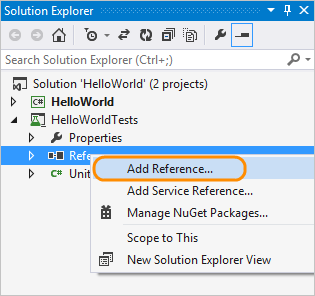 Solution Explorer
Search Solution Explorer (Ctrl+;)
Solution 'HelloWorld' (2 projects)
C# HelloWorld
HelloWorldTests
Properties
Refe
Add Reference...
C# Unit
Add Service Reference...
Manage NuGet Packages...
Scope to This
New Solution Explorer View